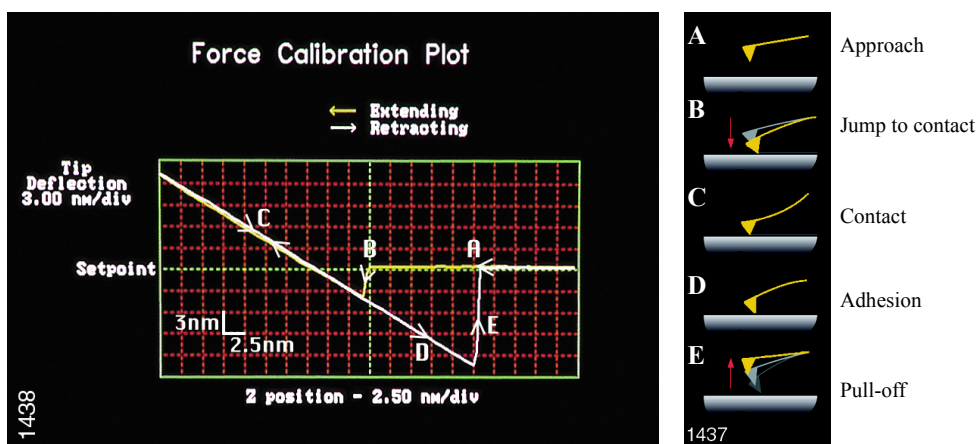 Force Calibration Plot
Extending
Retracting
Tip
Deflection
3.00 nm/div
C
B
A
Setpoint
3nm
2.5nm
D
E
Z position - 2.50 nm/div
1438
A
Approach
B
Jump to contact
C
Contact
D
Adhesion
E
Pull-off
1437